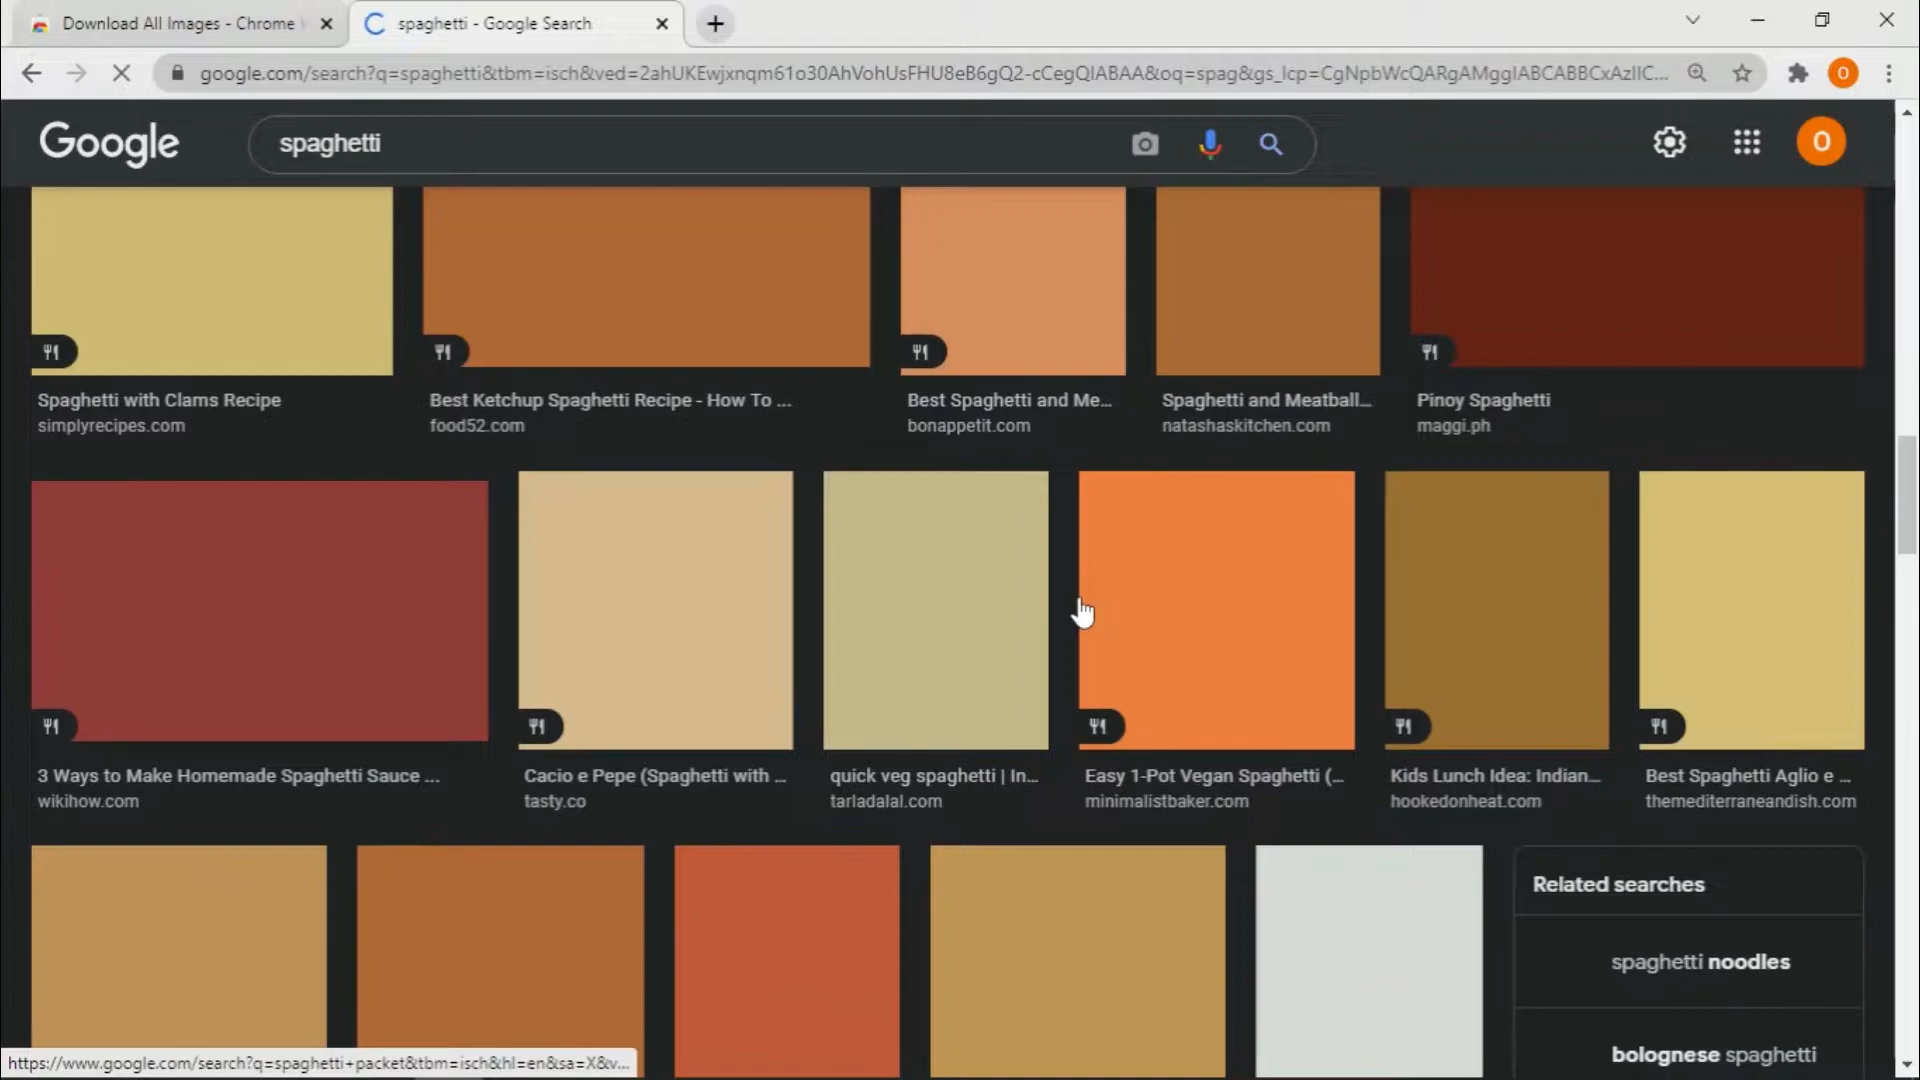 Download All Images - Chrome
spaghetti - Google Search
google.com/search?q=spaghetti&tbm=isch&ved=2ahUKEwjxnqm61o30AhVohUsFHU8eB6gQ2-cCegQIABAA&oq=spag&gs_lcp=CgNpbWcQARgAMggIABCABBCxAzIIC...
O
Google
spaghetti
O
Spaghetti with Clams Recipe
simplyrecipes.com
Best Ketchup Spaghetti Recipe - How To ...
food52.com
Best Spaghetti and Me...
bonappetit.com
Spaghetti and Meatball...
natashaskitchen.com
Pinoy Spaghetti
maggi.ph
3 Ways to Make Homemade Spaghetti Sauce ...
wikihow.com
Cacio e Pepe (Spaghetti with ...
tasty.co
quick veg spaghetti | In...
tarladalal.com
Easy 1-Pot Vegan Spaghetti (...
minimalistbaker.com
Kids Lunch Idea: Indian...
hookedonheat.com
Best Spaghetti Aglio e ...
themediterraneandish.com
Related searches
spaghetti noodles
bolognese spaghetti
https://www.google.com/search?q=spaghetti+packet&tbm=isch&hl=en&sa=X&v...